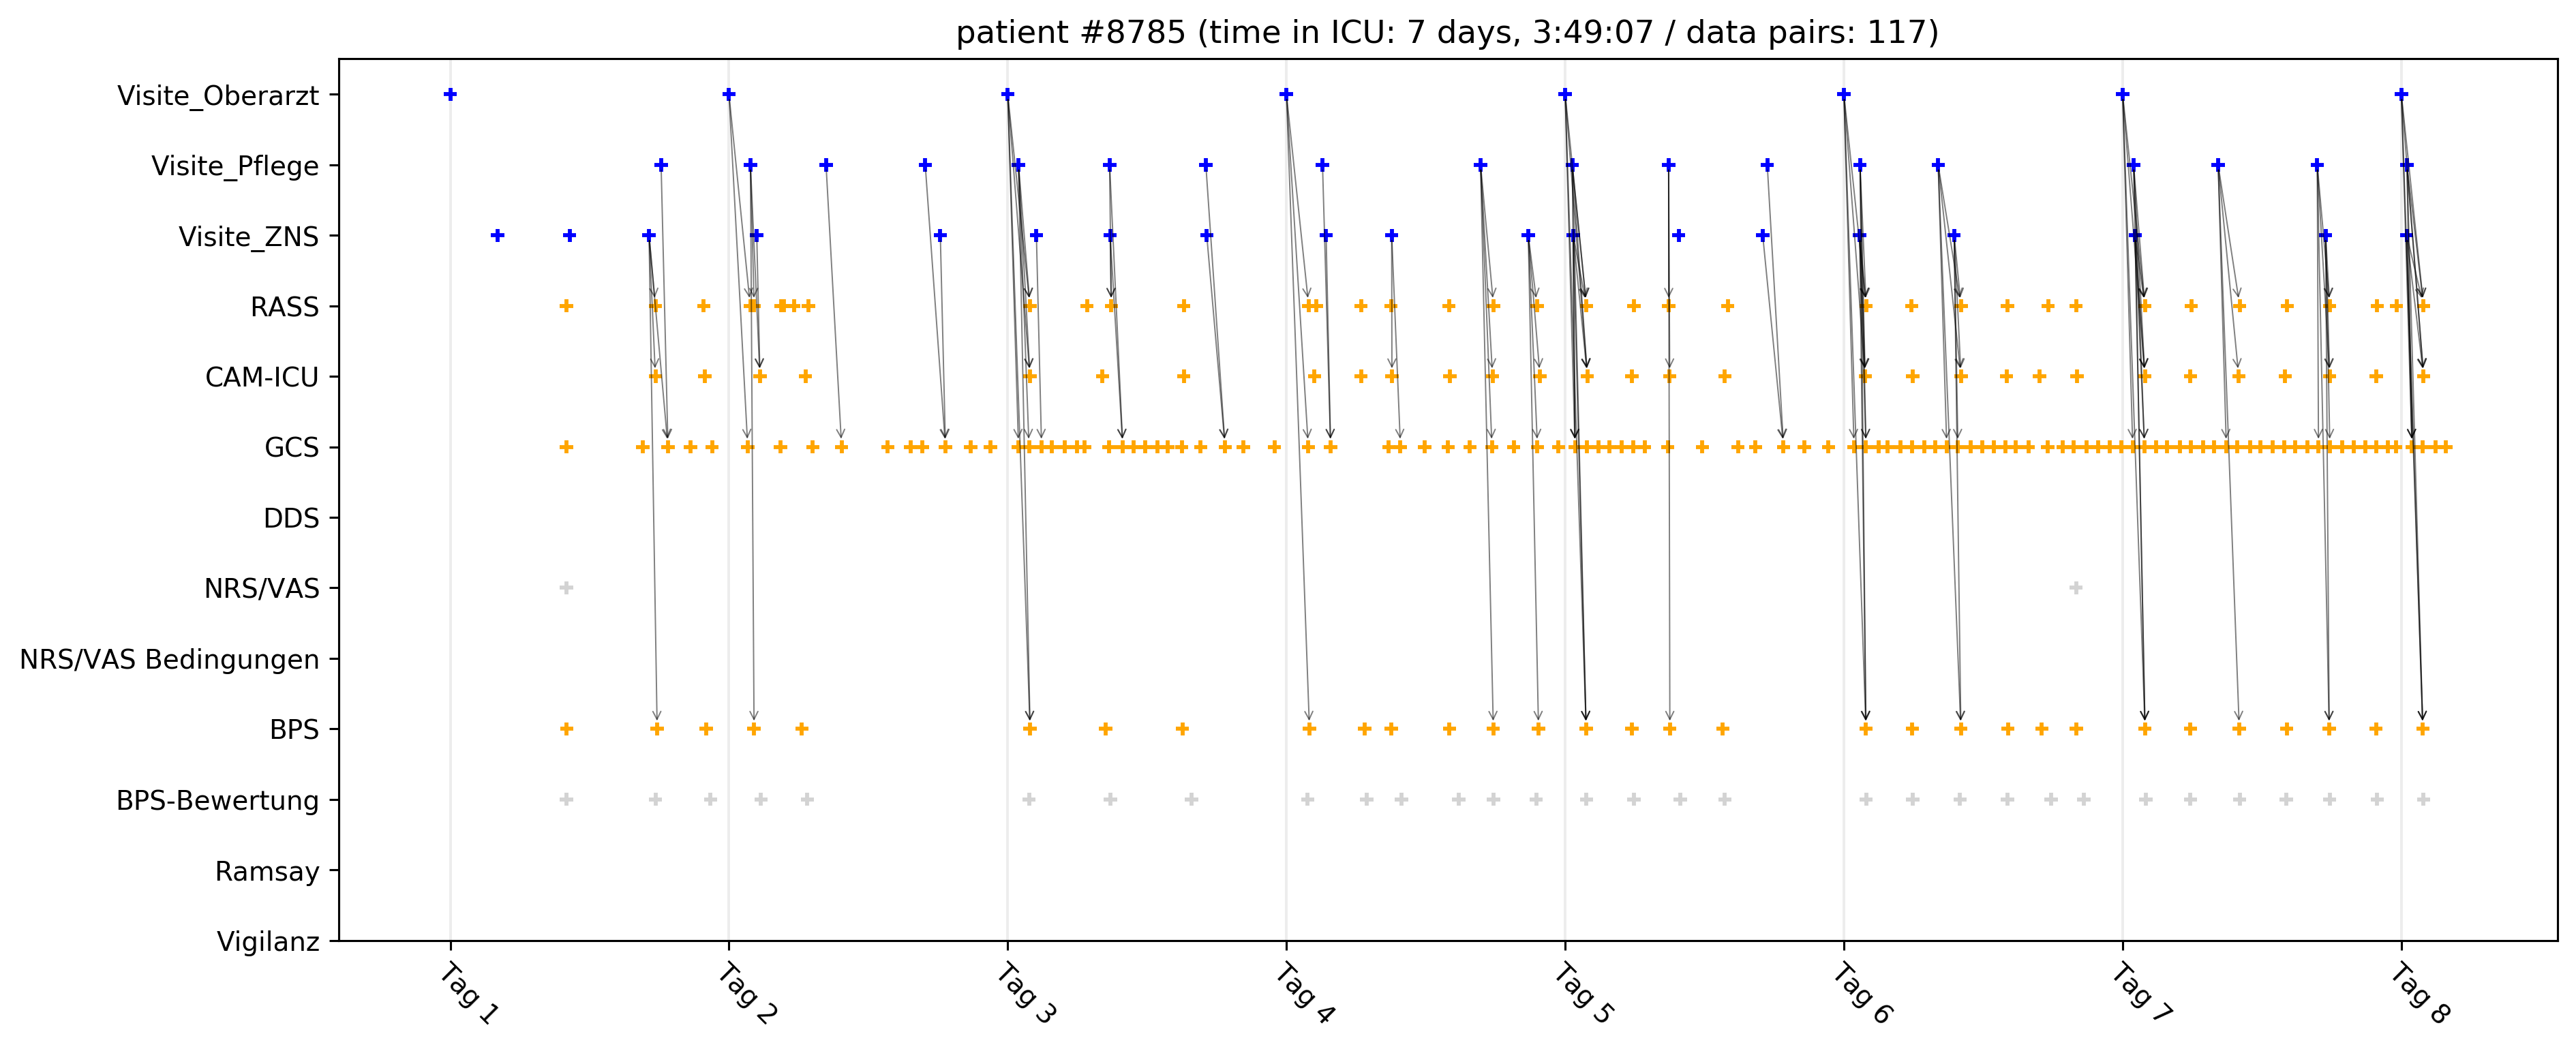 patient #8785 (time in ICU: 7 days, 3:49:07 / data pairs: 117)
Visite_Oberarzt
Visite_Pflege
Visite_ZNS
RASS
CAM-ICU
GCS
DDS
NRS/VAS
NRS/VAS Bedingungen
BPS
BPS-Bewertung
Ramsay
Vigilanz
Tag 1
Tag 2
Tag 3
Tag 4
Tag 5
Tag 6
Tag 7
Tag 8